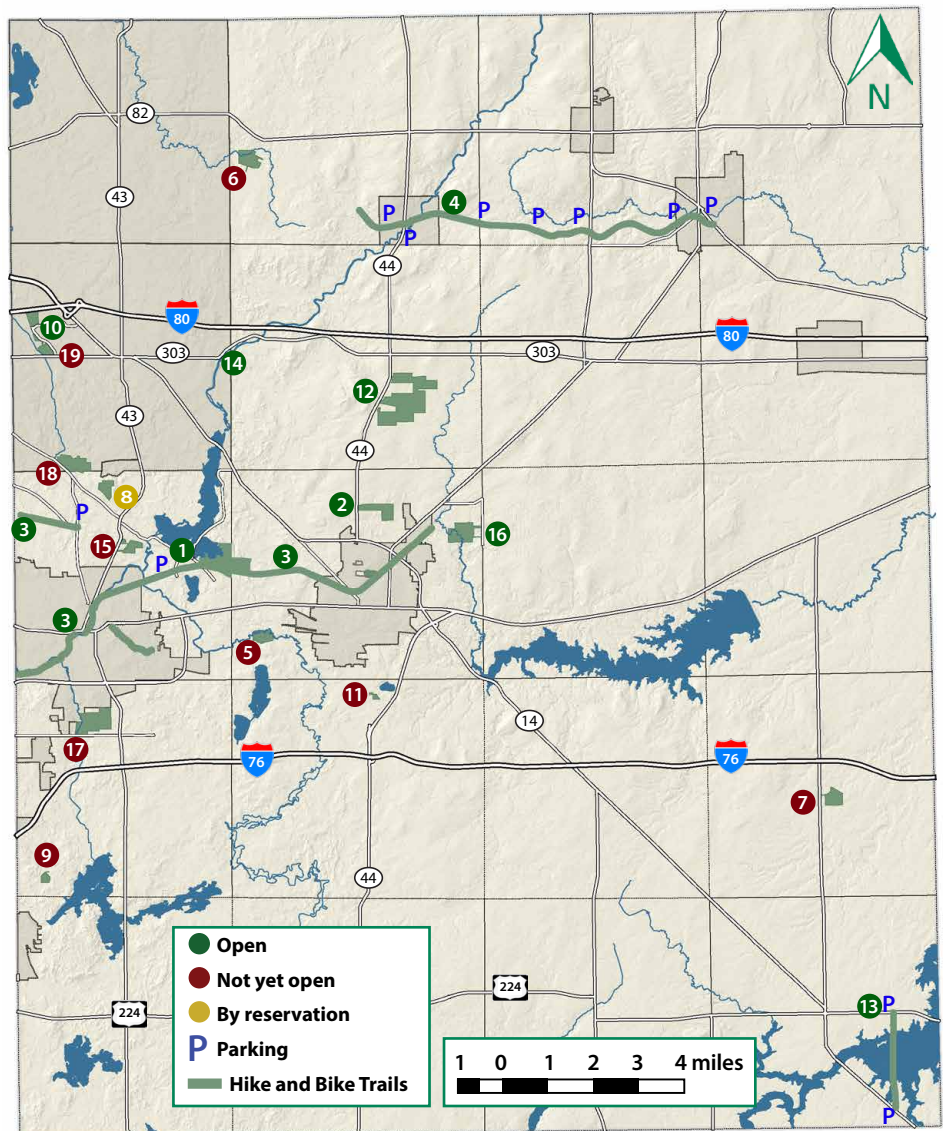 N
82
43
6
4
P
P
P
P
P
P
P
44
10
80
80
19
303
14
303
12
43
44
18
8
2
P
3
15
1
3
16
P
3
5
11
14
17
76
76
7
9
44
Open
Not yet open
By reservation
P Parking
Hike and Bike Trails
224
224
13 P
1 0 1 2 3 4 miles
P